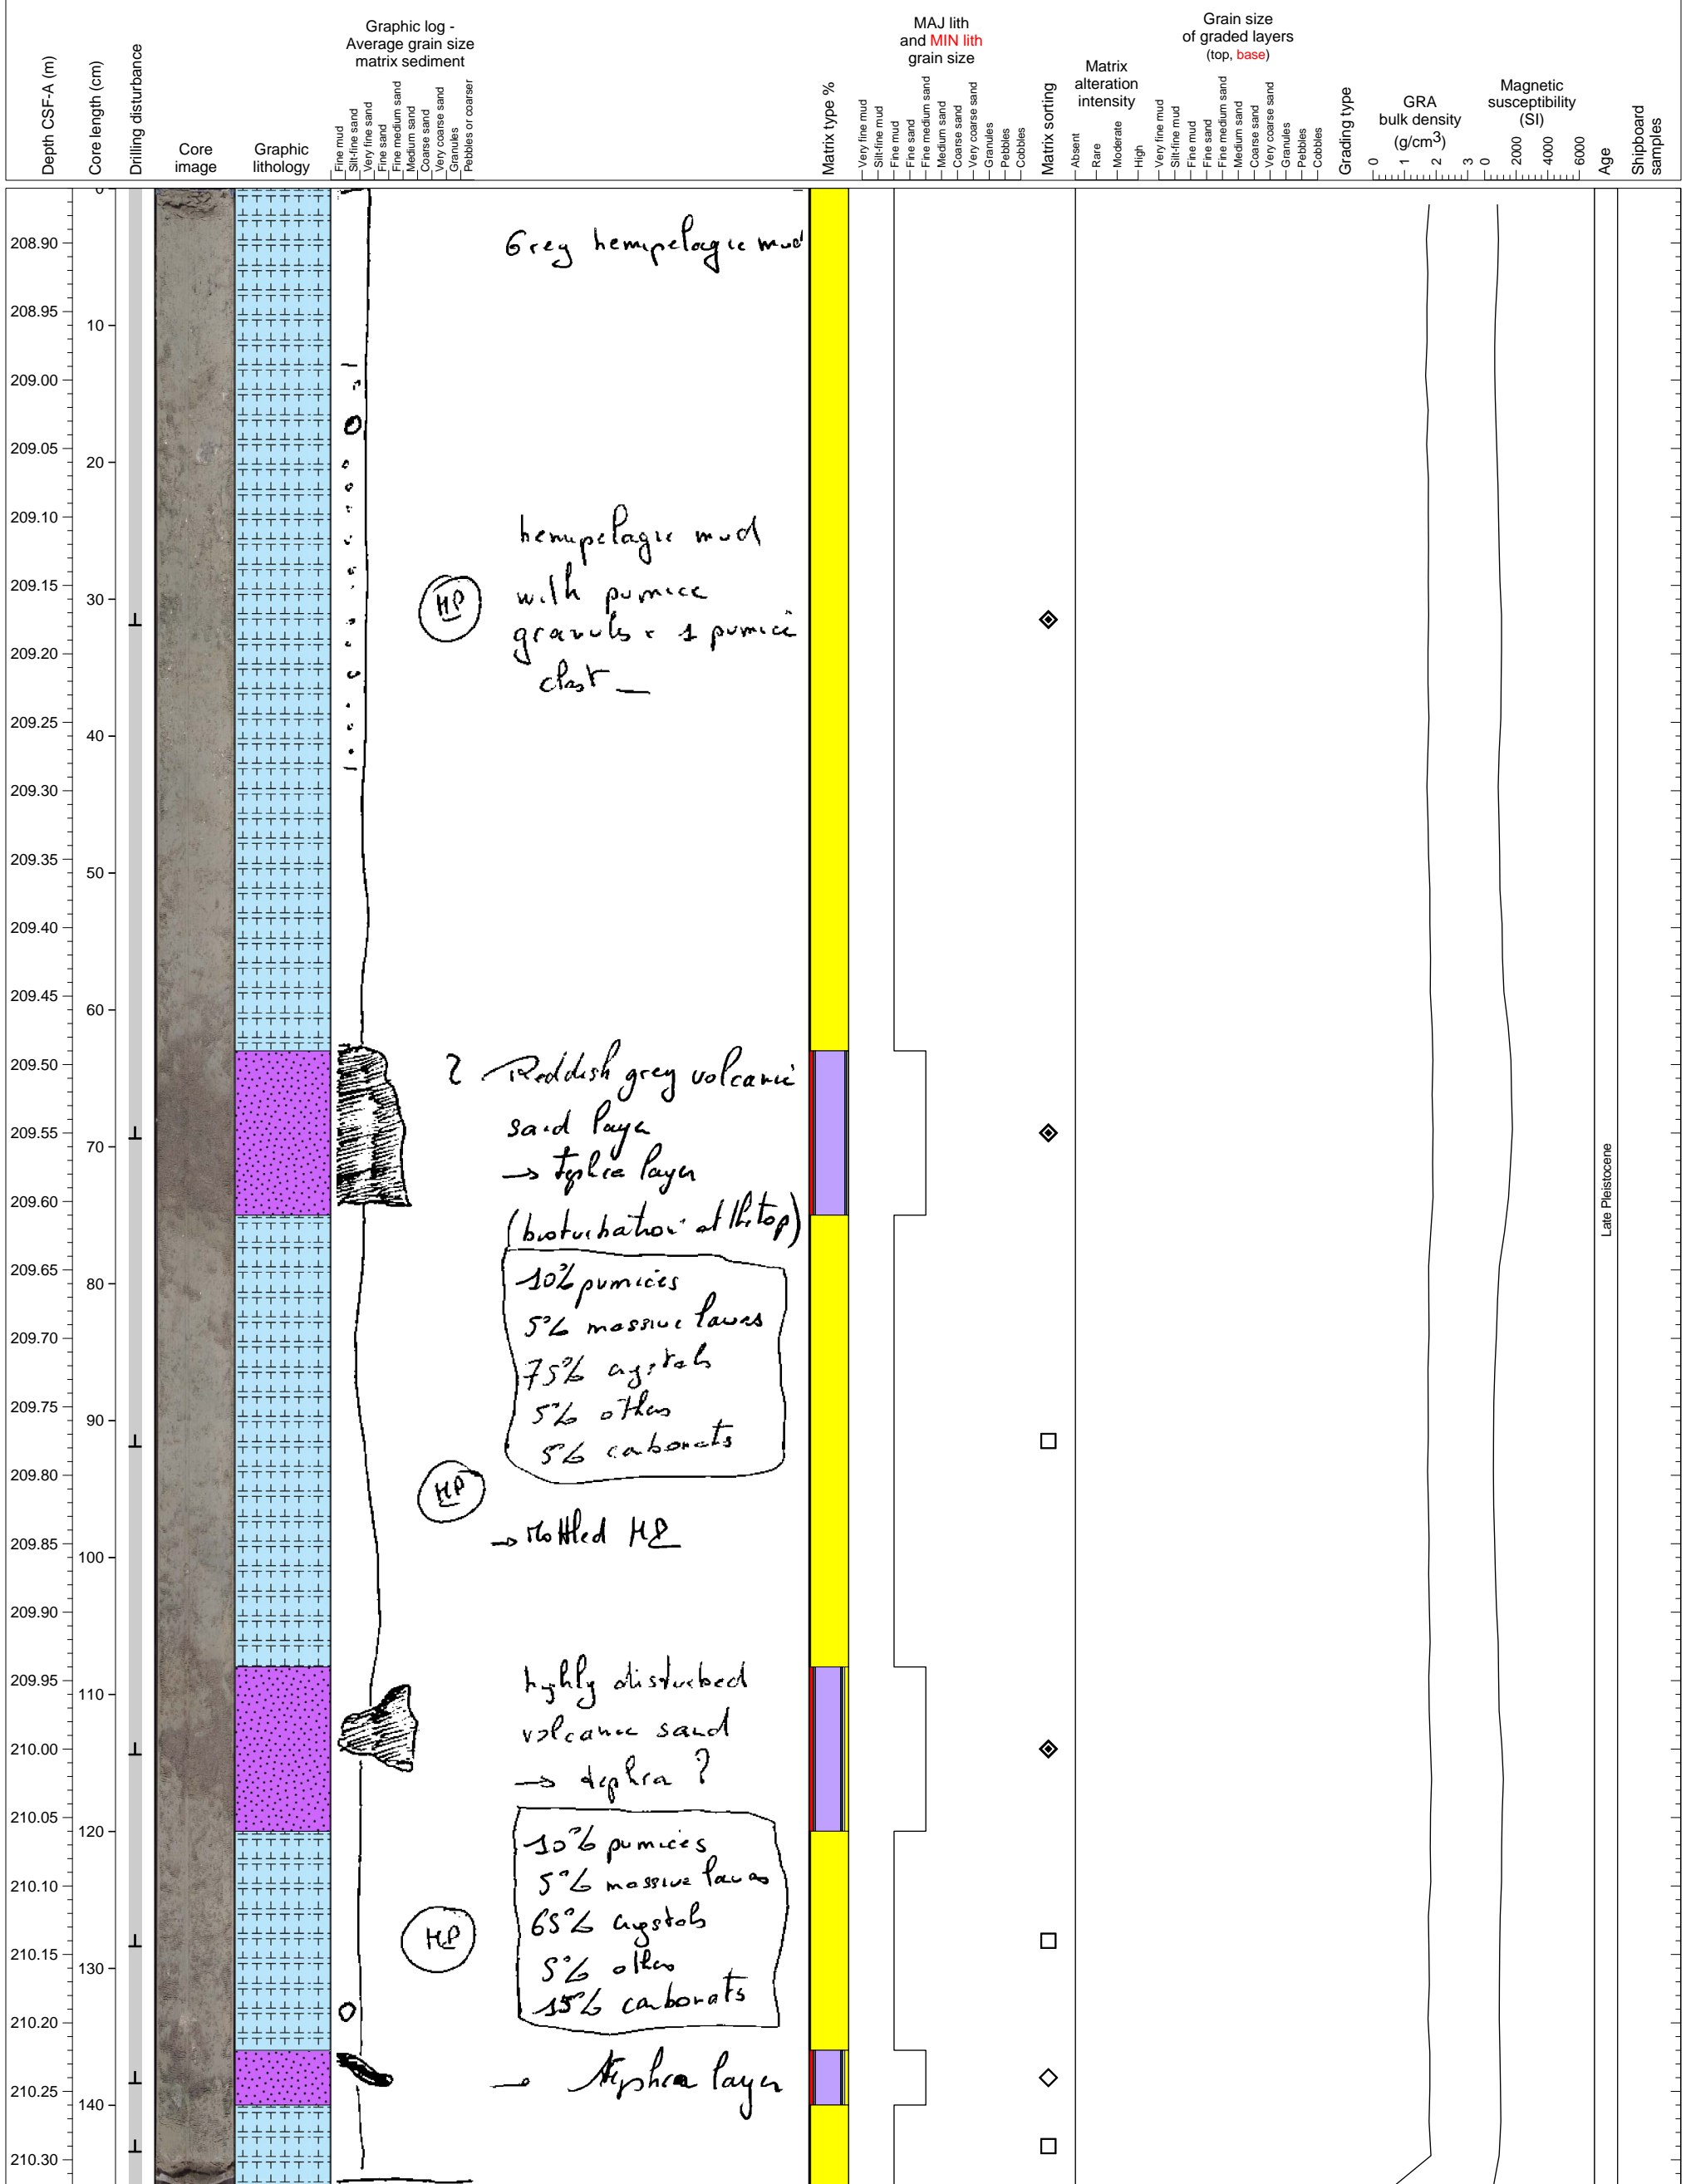 Depth CSF-A (m)
Core length (cm)
Drilling disturbance
Core
image
Graphic
lithology
Graphic log -
Average grain size
matrix sediment
Fine mud
Silt-fine sand
Very fine sand
Fine sand
Fine medium sand
Medium sand
Coarse sand
Very coarse sand
Granules
Pebbles or coarser
Matrix type %
MAJ lith
and MIN lith
grain size
Very fine mud
Silt-fine mud
Fine mud
Fine sand
Fine medium sand
Medium sand
Coarse sand
Very coarse sand
Granules
Pebbles
Cobbles
Matrix sorting
Matrix
alteration
intensity
Absent
Rare
Moderate
High
Grain size
of graded layers
(top, base)
Very fine mud
Silt-fine mud
Fine mud
Fine sand
Fine medium sand
Medium sand
Coarse sand
Very coarse sand
Granules
Pebbles
Cobbles
Grading type
GRA
bulk density
(g/cm3)
0 1 2 3
Magnetic
susceptibility
(SI)
0 2000 4000 6000
Age
Shipboard
samples
0
208.90
208.95
10
209.00
209.05
20
209.10
209.15
30
209.20
209.25
40
209.30
209.35
50
209.40
209.45
60
209.50
209.55
70
209.60
209.65
80
209.70
209.75
90
209.80
209.85
100
209.90
209.95
110
210.00
210.05
120
210.10
210.15
130
210.20
210.25
140
210.30
Grey hemipelagic mud
hemipelagic mud
with pumice
granuls 1 pumice
clast
HP
? Reddish grey volcanic
sand layer
→ tephra layer
(bioturbation at the top)
10% pumices
5% massive lavas
75% crystals
5% others
5% carbonats
HP
→ Mottled HP
highly disturbed
volcanic sand
→ tephra ?
10% pumices
5% massive lavas
65% crystals
5% others
15% carbonats
HP
Tephra layer
Late Pleistocene